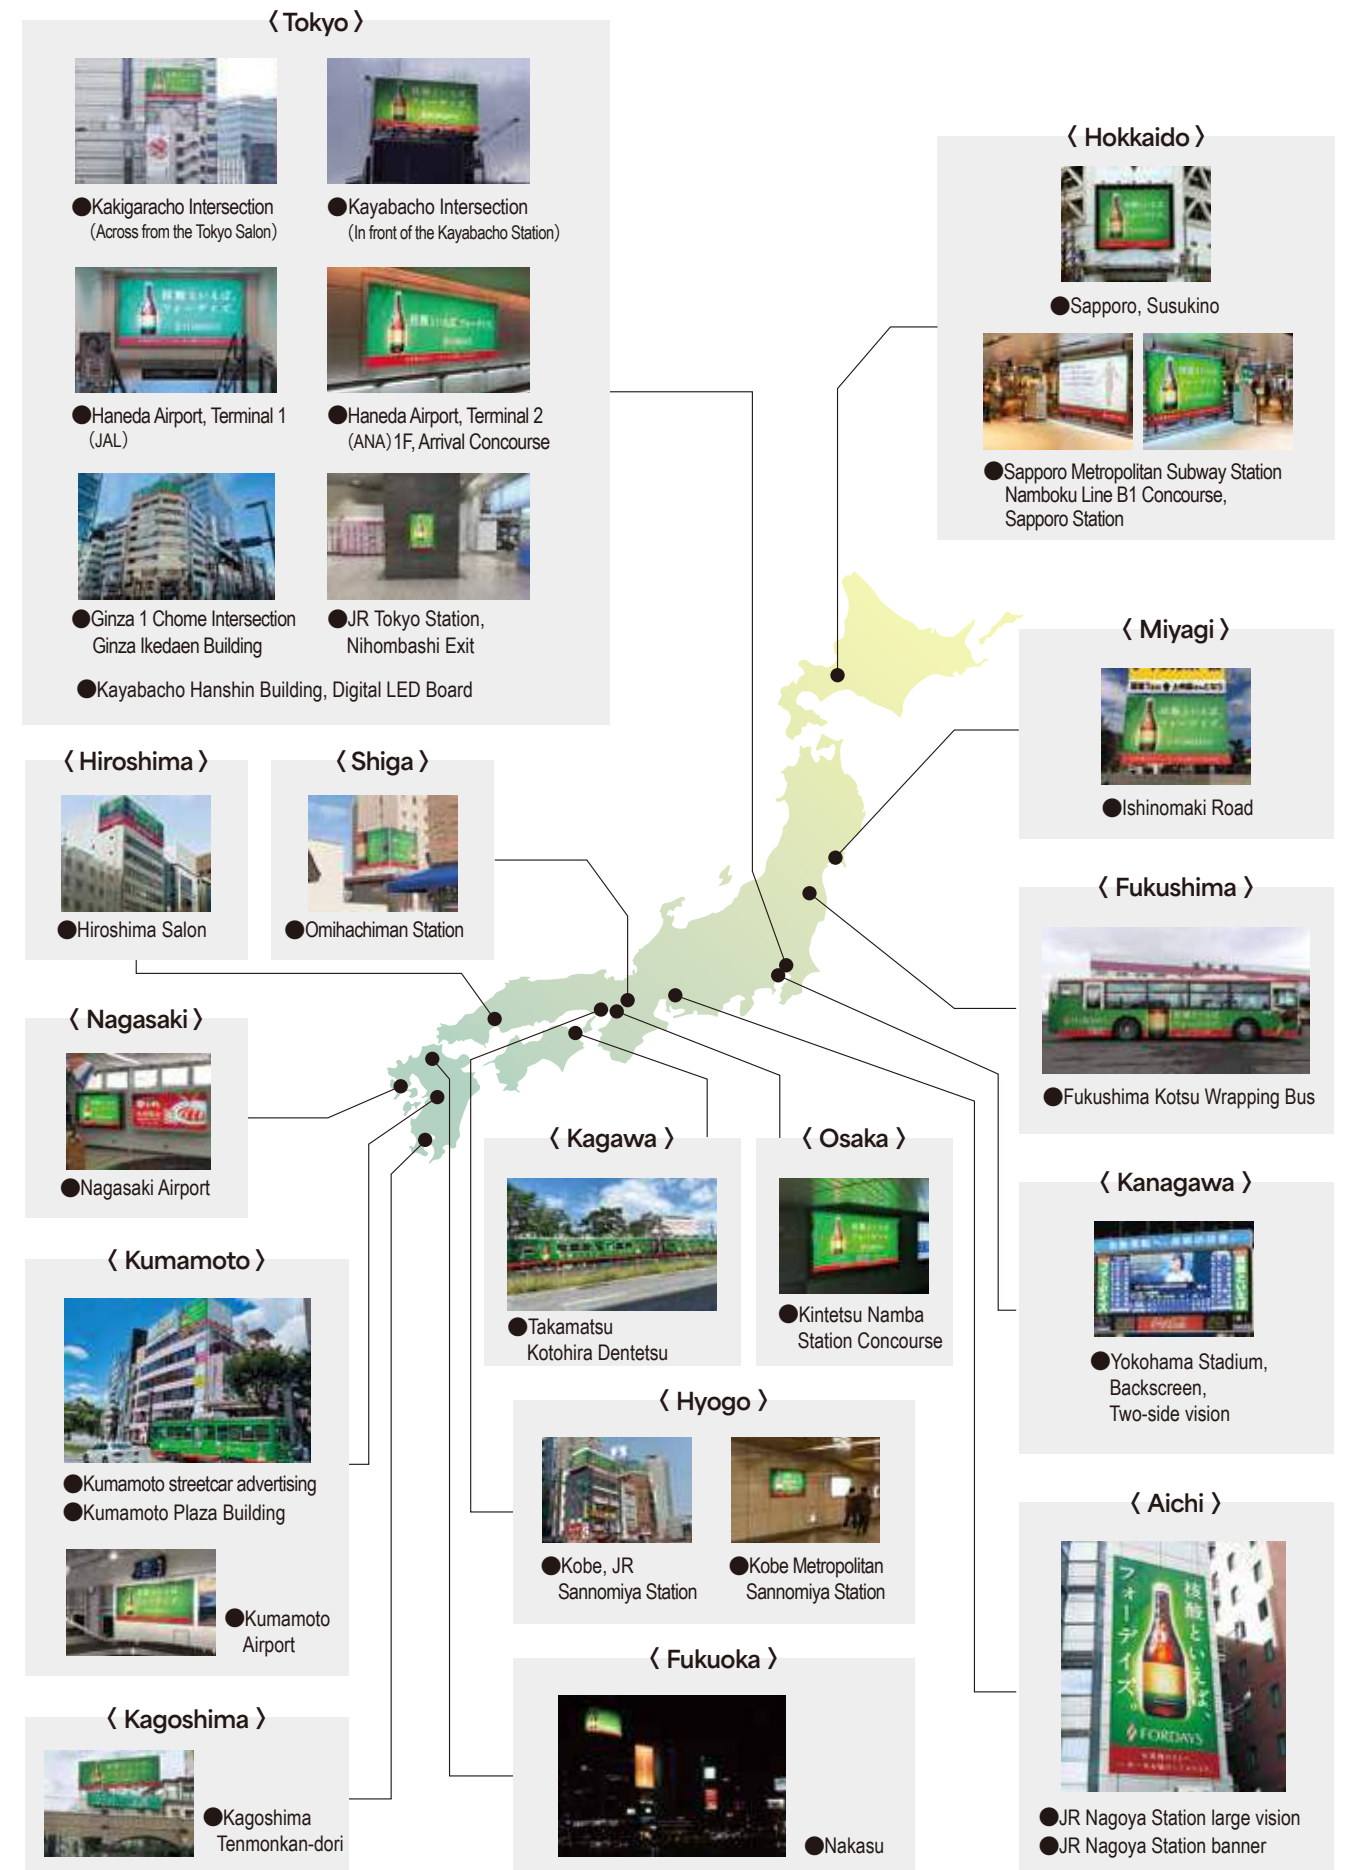 〈 Tokyo 〉
●Kakigaracho Intersection
(Across from the Tokyo Salon)
●Kayabacho Intersection
(In front of the Kayabacho Station)
●Haneda Airport, Terminal 1
(JAL)
●Haneda Airport, Terminal 2
(ANA) 1F, Arrival Concourse
●Ginza 1 Chome Intersection
Ginza Ikedaen Building
●JR Tokyo Station,
Nihombashi Exit
●Kayabacho Hanshin Building, Digital LED Board
〈 Hokkaido 〉
●Sapporo, Susukino
●Sapporo Metropolitan Subway Station
Namboku Line B1 Concourse,
Sapporo Station
〈 Miyagi 〉
●Ishinomaki Road
〈 Hiroshima 〉
●Hiroshima Salon
〈 Shiga 〉
●Omihachiman Station
〈 Fukushima 〉
●Fukushima Kotsu Wrapping Bus
〈 Nagasaki 〉
●Nagasaki Airport
〈 Kagawa 〉
●Takamatsu
Kotohira Dentetsu
〈 Osaka 〉
●Kintetsu Namba
Station Concourse
〈 Kanagawa 〉
●Yokohama Stadium,
Backscreen,
Two-side vision
〈 Kumamoto 〉
●Kumamoto streetcar advertising
●Kumamoto Plaza Building
●Kumamoto
Airport
〈 Hyogo 〉
●Kobe, JR
Sannomiya Station
●Kobe Metropolitan
Sannomiya Station
〈 Aichi 〉
核酸といえば、
フォーデイズ。
FORDAYS
●JR Nagoya Station large vision
●JR Nagoya Station banner
〈 Fukuoka 〉
●Nakasu
〈 Kagoshima 〉
●Kagoshima
Tenmonkan-dori